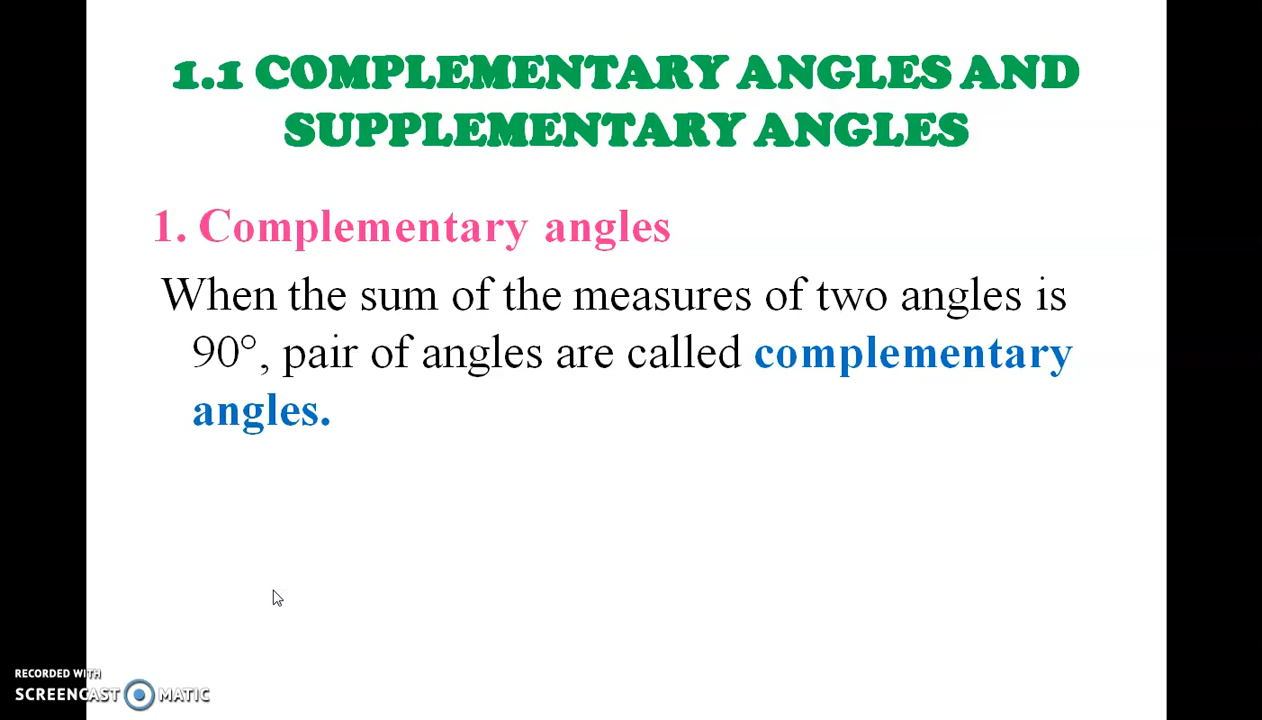 1.1 COMPLEMENTARY ANGLES AND
SUPPLEMENTARY ANGLES
1. Complementary angles
When the sum of the measures of two angles is
90°, pair of angles are called complementary
angles.
RECORDED WITH
SCREENCAST MATIC